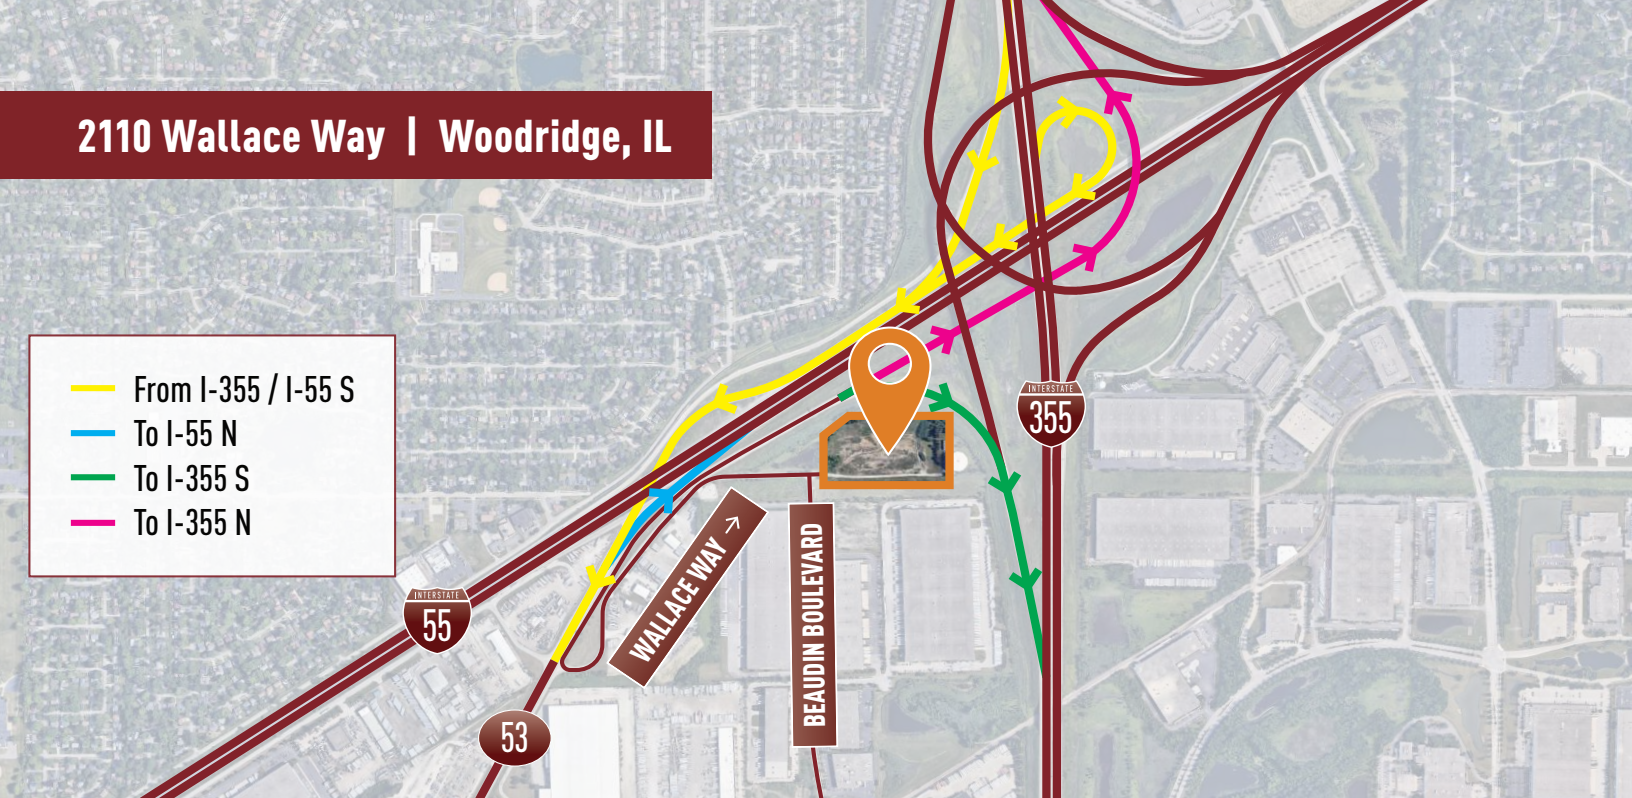 2110 Wallace Way | Woodridge, IL
From I-355 / I-55 S
To I-55 N
To I-355 S
To I-355 N
INTERSTATE
355
INTERSTATE
55
WALLACE WAY →
BEAUDIN BOULEVARD
53